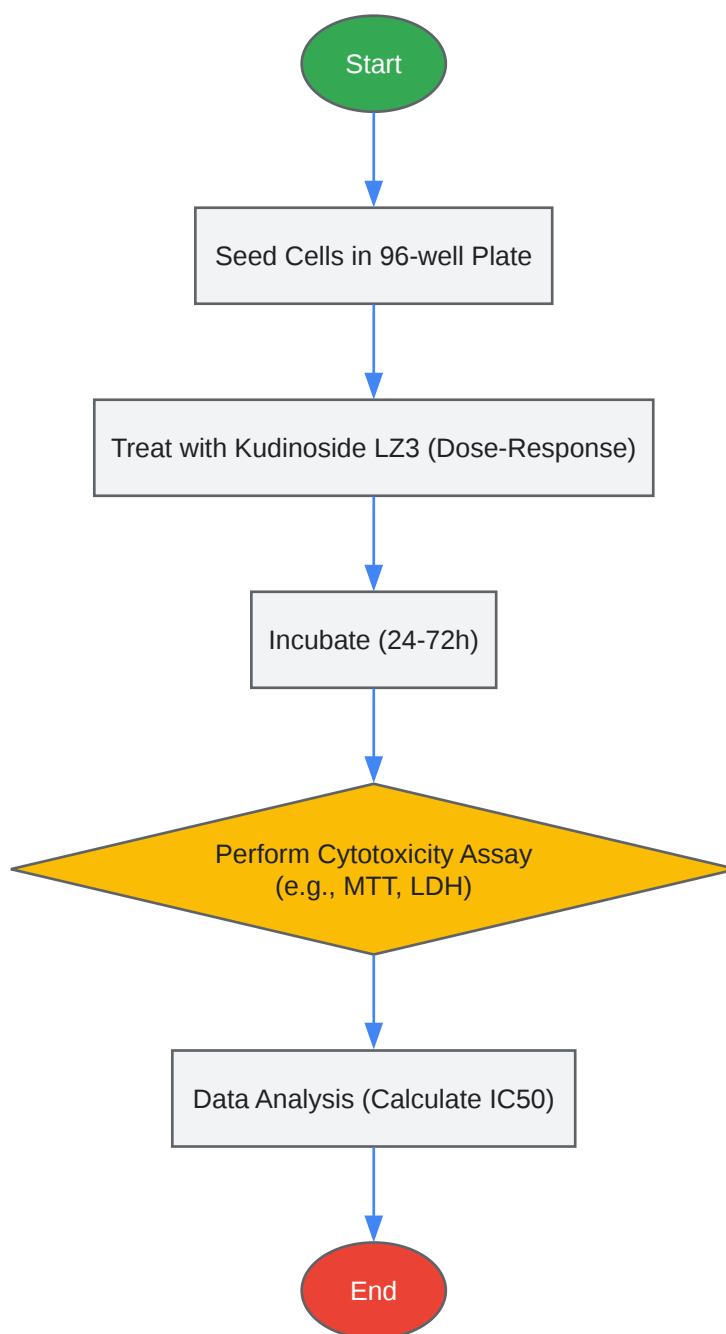 Start
Seed Cells in 96-well Plate
Treat with Kudinoside LZ3 (Dose-Response)
Incubate (24-72h)
Perform Cytotoxicity Assay
(e.g., MTT, LDH)
Data Analysis (Calculate IC50)
End